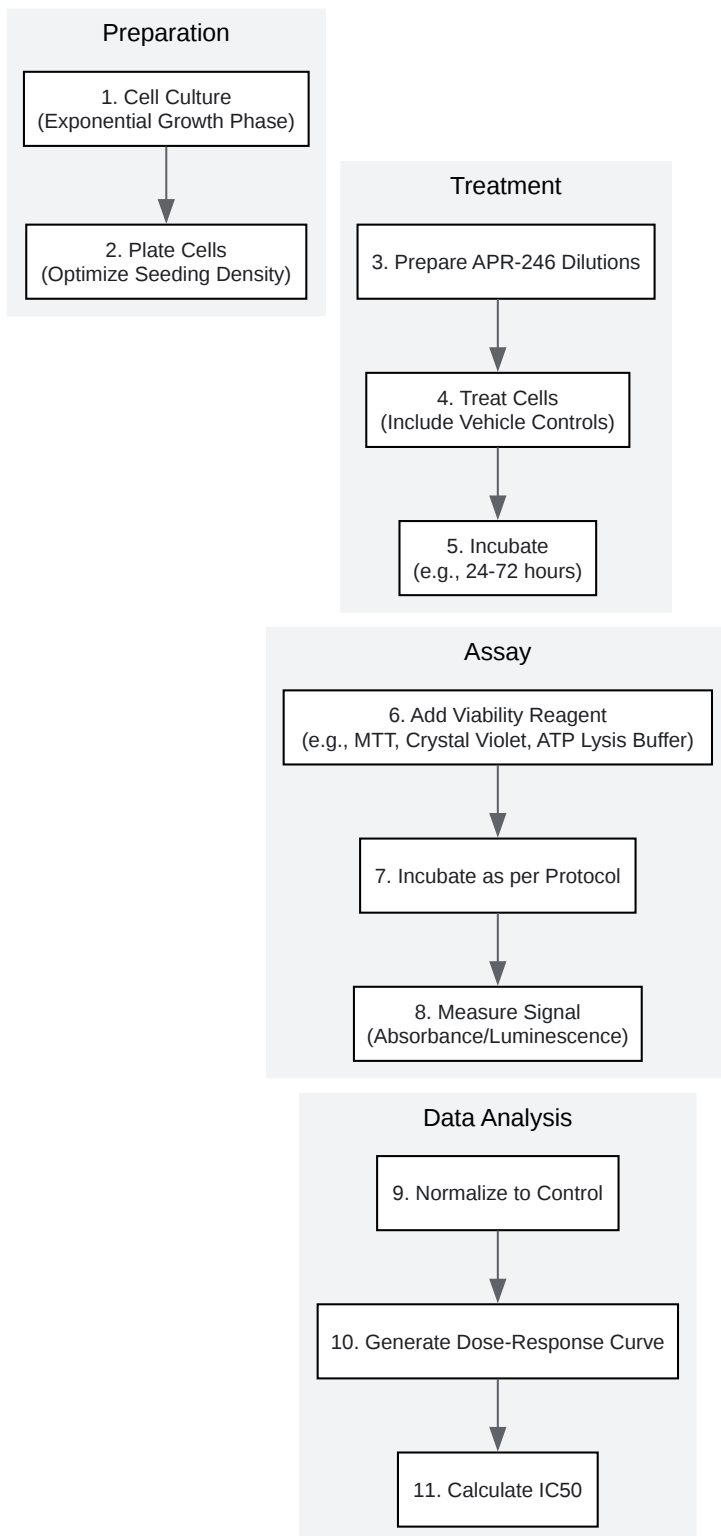 Preparation
1. Cell Culture
(Exponential Growth Phase)
2. Plate Cells
(Optimize Seeding Density)
Treatment
3. Prepare APR-246 Dilutions
4. Treat Cells
(Include Vehicle Controls)
5. Incubate
(e.g., 24-72 hours)
Assay
6. Add Viability Reagent
(e.g., MTT, Crystal Violet, ATP Lysis Buffer)
7. Incubate as per Protocol
8. Measure Signal
(Absorbance/Luminescence)
Data Analysis
9. Normalize to Control
10. Generate Dose-Response Curve
11. Calculate IC50